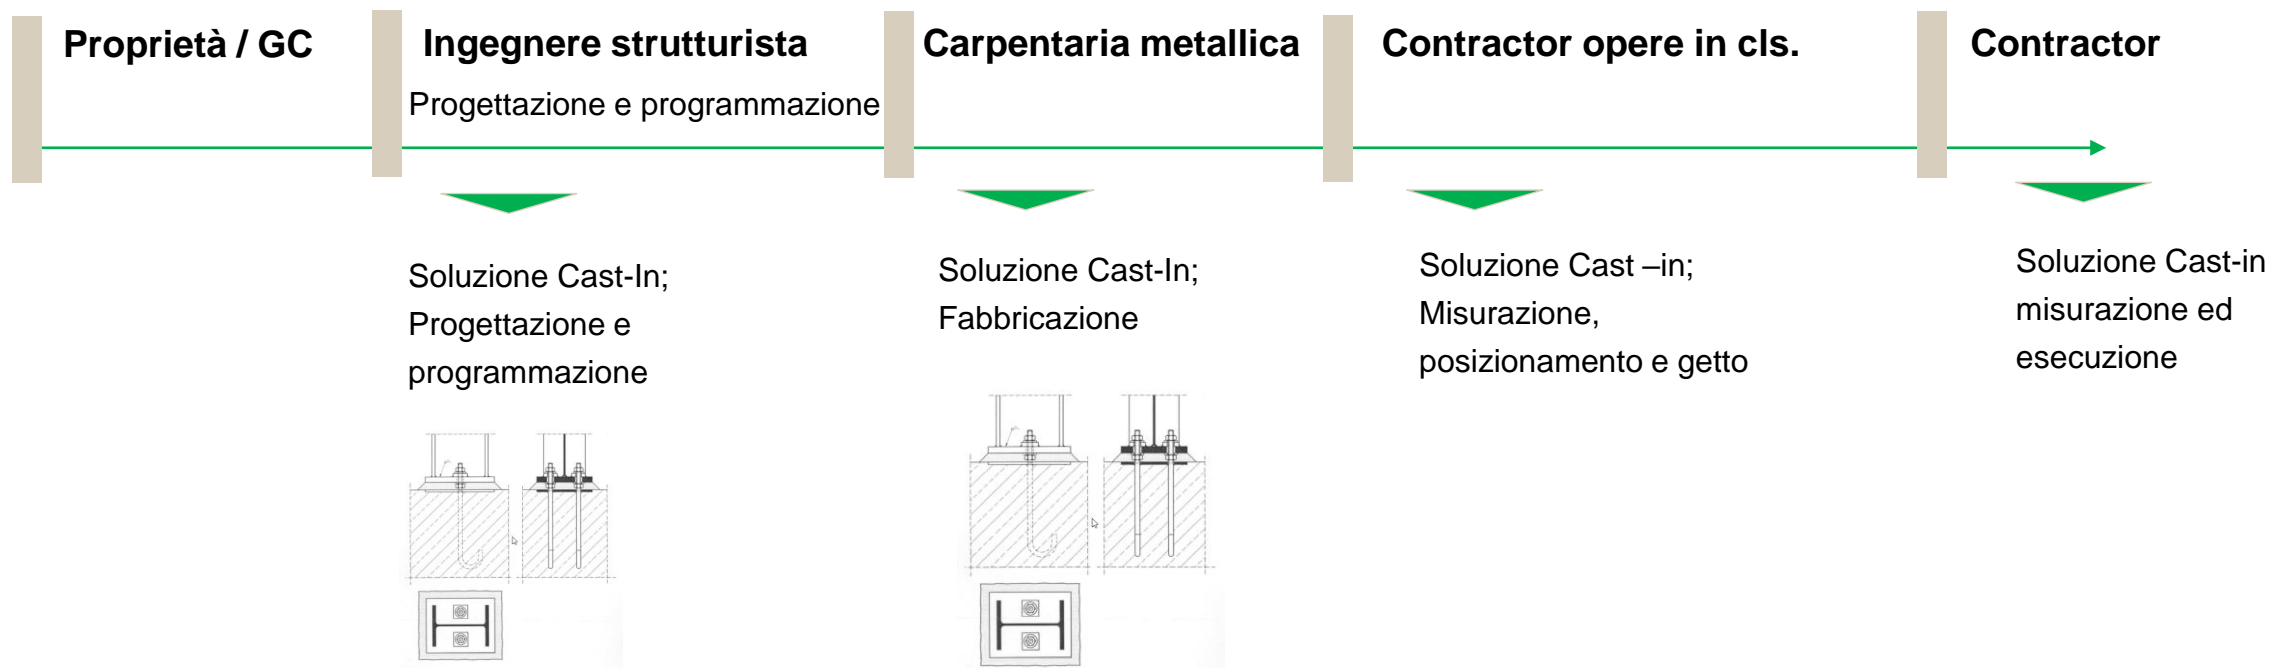 Proprietà / GC
Ingegnere strutturista
Progettazione e programmazione
Carpentaria metallica
Contractor opere in cls.
Contractor
Soluzione Cast-In;
Progettazione e
programmazione
Soluzione Cast-In;
Fabbricazione
Soluzione Cast –in;
Misurazione,
posizionamento e getto
Soluzione Cast-in
misurazione ed
esecuzione